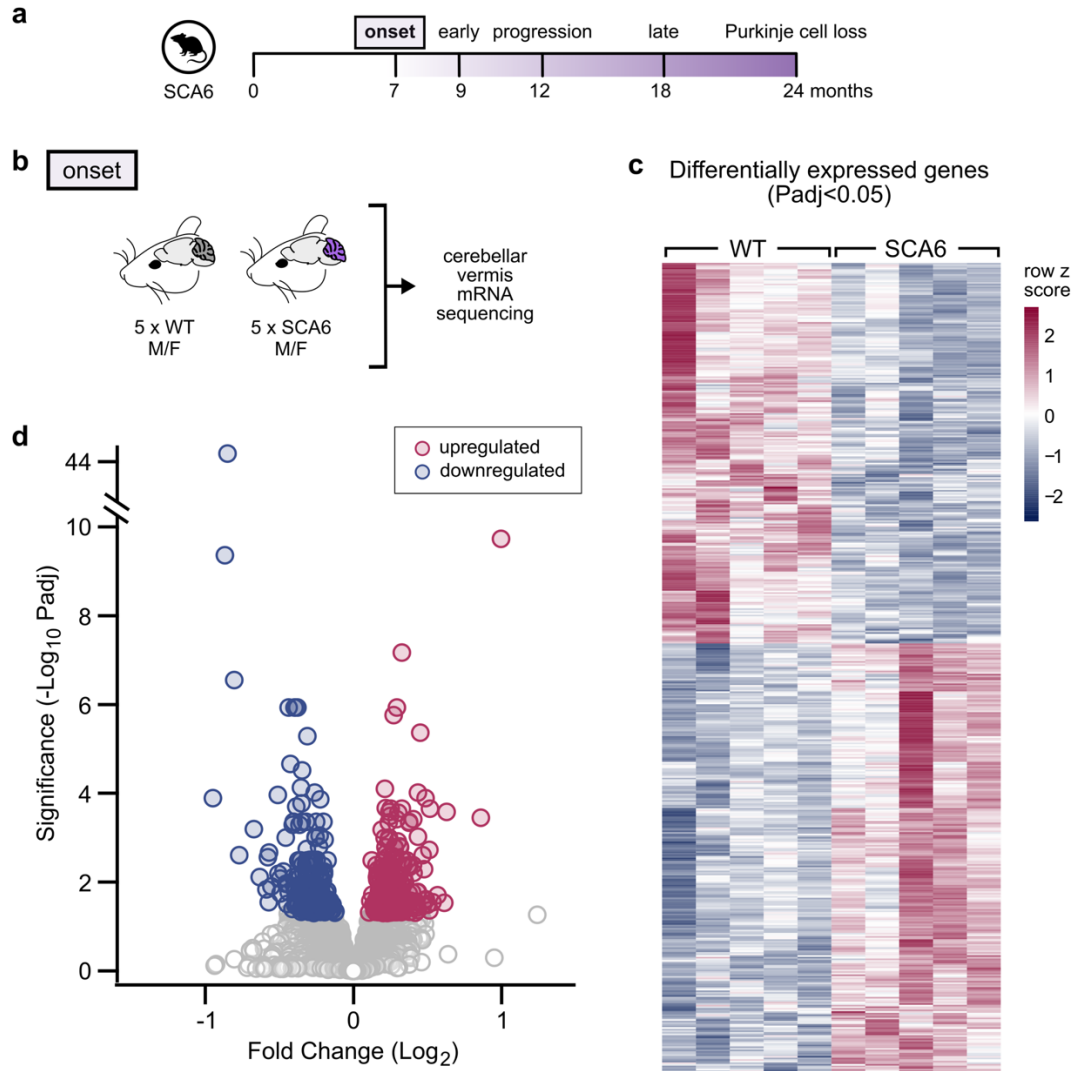 a
SCA6
onset early progression late Purkinje cell loss
0 7 9 12 18 24 months
b
onset
5 x WT
M/F
5 x SCA6
M/F
cerebellar
vermis
mRNA
sequencing
c
Differentially expressed genes
(Padj<0.05)
WT SCA6
row z
score
2
1
0
−1
−2
d
upregulated
downregulated
Significance (-Log₁₀ Padj)
44
10
8
6
4
2
0
-1 0 1
Fold Change (Log₂)